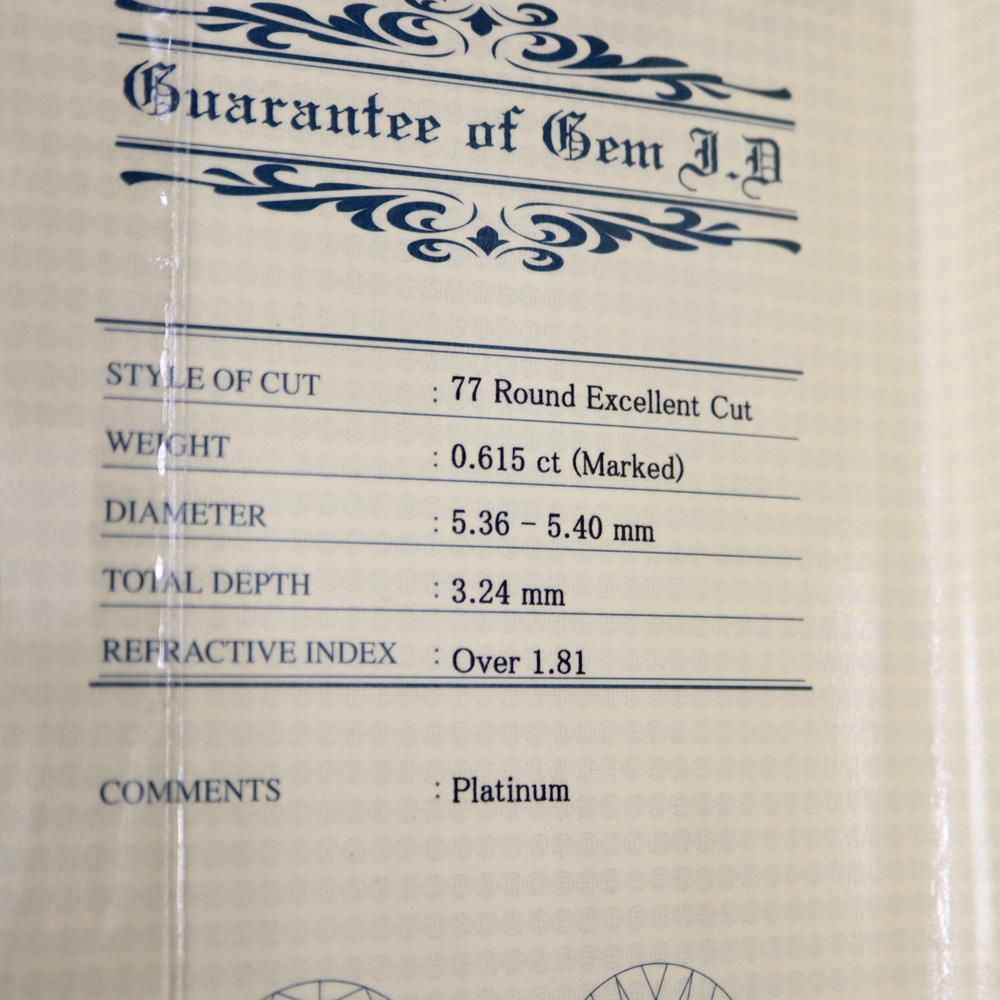 Guarantee of Gem I.D
STYLE OF CUT : 77 Round Excellent Cut
WEIGHT : 0.615 ct (Marked)
DIAMETER : 5.36 - 5.40 mm
TOTAL DEPTH : 3.24 mm
REFRACTIVE INDEX : Over 1.81
COMMENTS : Platinum